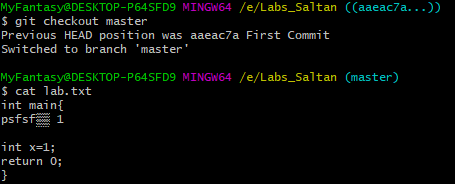 MyFantasy@DESKTOP-P64SFD9 MINGW64 /e/Labs_Saltan ((aaeac7a...))
$ git checkout master
Previous HEAD position was aaeac7a First Commit
Switched to branch 'master'
MyFantasy@DESKTOP-P64SFD9 MINGW64 /e/Labs_Saltan (master)
$ cat lab.txt
int main{
psfsf▒▒ 1
int x=1;
return 0;
}